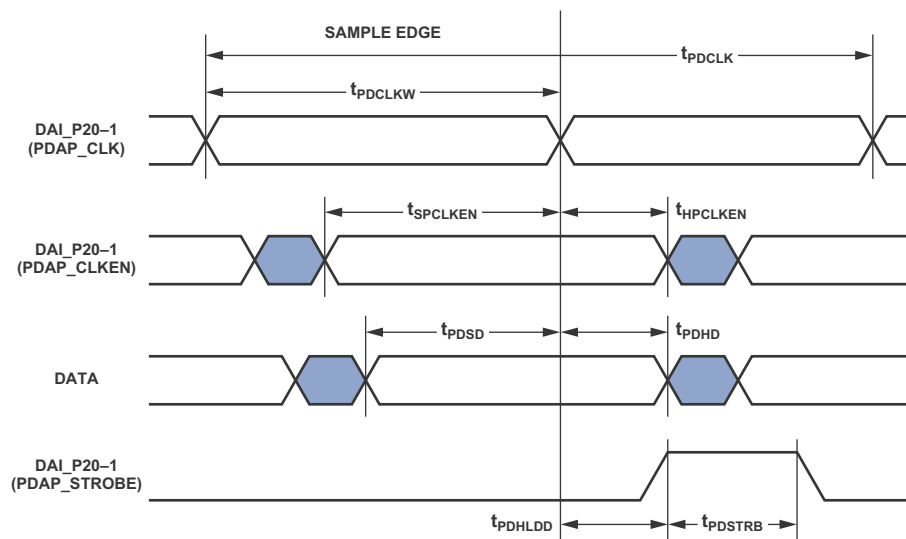 SAMPLE EDGE
tPDCLK
tPDCLKW
DAI_P20–1
(PDAP_CLK)
tSPCLKEN
tHPCLKEN
DAI_P20–1
(PDAP_CLKEN)
tPDSD
tPDHD
DATA
DAI_P20–1
(PDAP_STROBE)
tPDHLDD
tPDSTRB